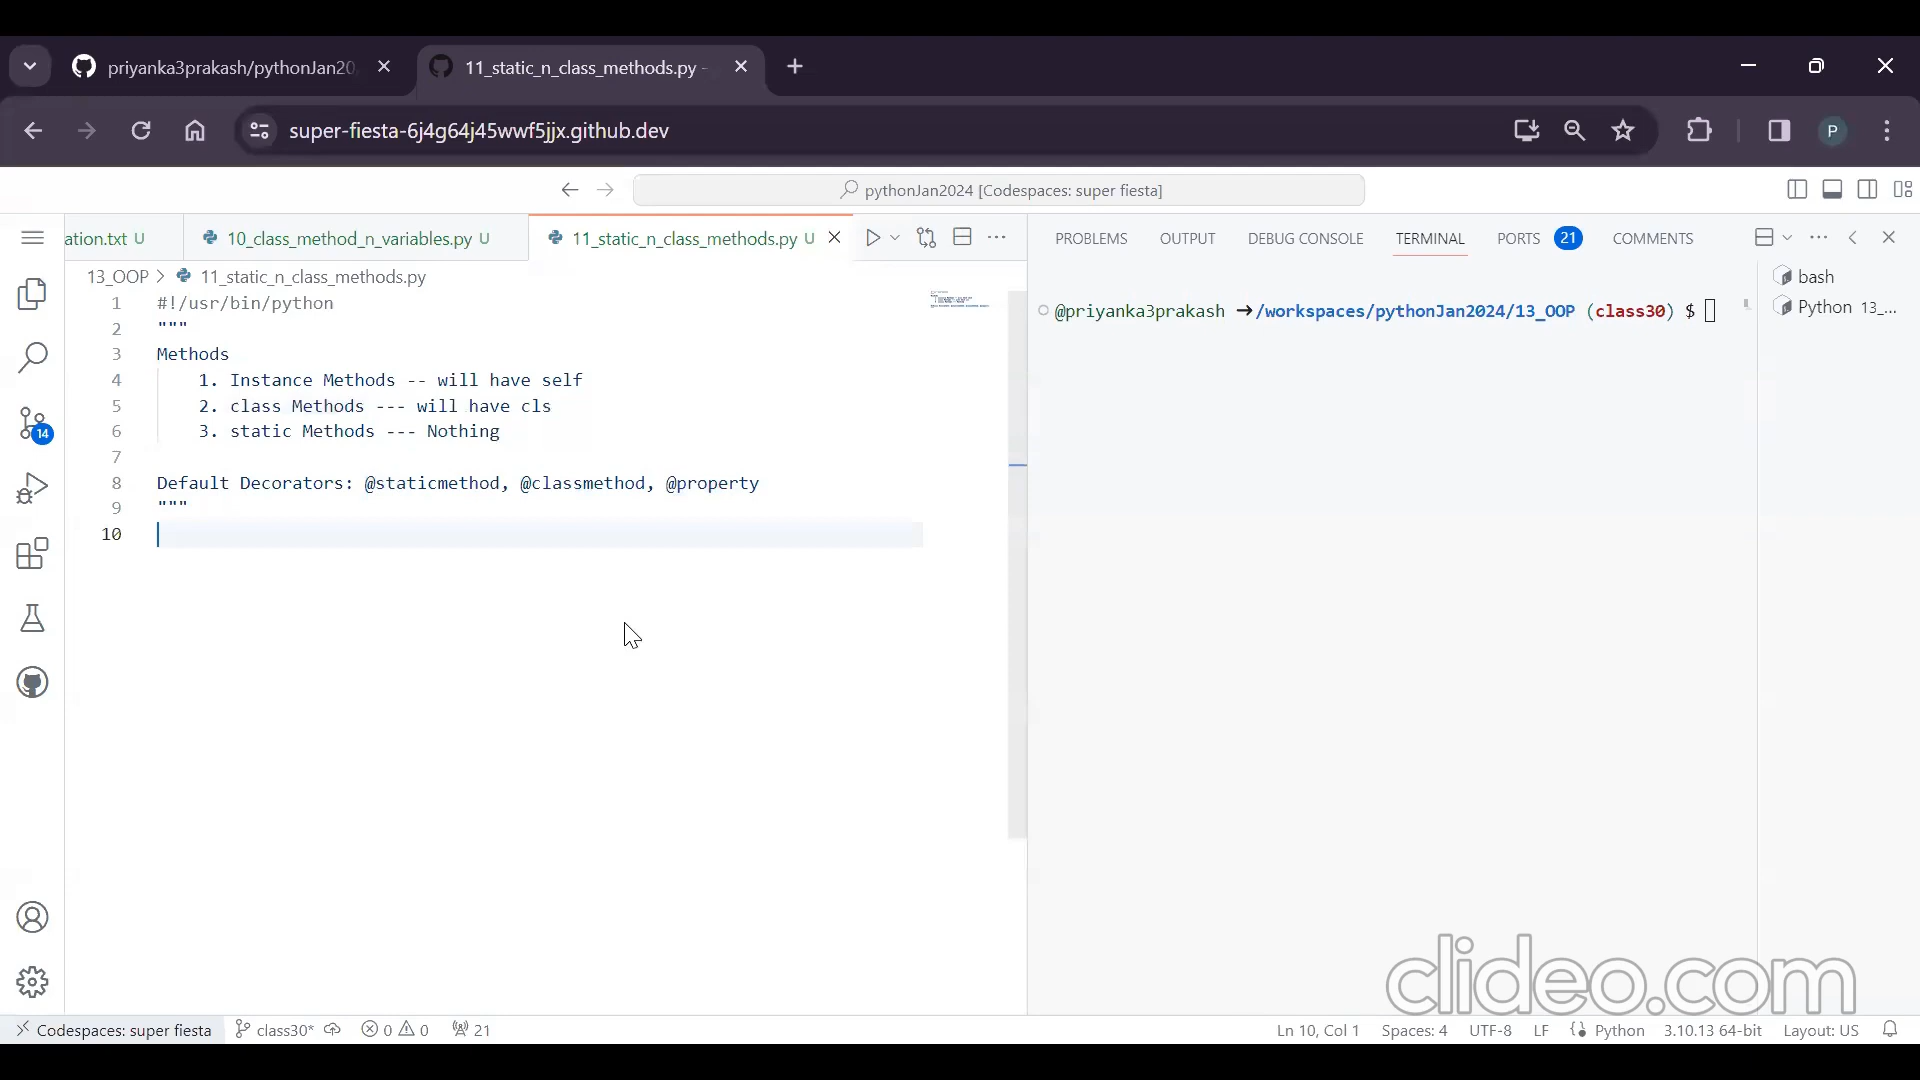 priyanka3prakash/pythonJan20
11_static_n_class_methods.py -
super-fiesta-6j4g64j45wwf5jjx.github.dev
P
pythonJan2024 [Codespaces: super fiesta]
ation.txt U
10_class_method_n_variables.py U
11_static_n_class_methods.py U
PROBLEMS OUTPUT DEBUG CONSOLE TERMINAL PORTS 21 COMMENTS
13_OOP > 11_static_n_class_methods.py
1 #!/usr/bin/python
2 """
3 Methods
4 1. Instance Methods -- will have self
5 2. class Methods --- will have cls
6 3. static Methods --- Nothing
7
8 Default Decorators: @staticmethod, @classmethod, @property
9 """
10
14
@priyanka3prakash ➜/workspaces/pythonJan2024/13_OOP (class30) $
bash
Python 13_...
clideo.com
Codespaces: super fiesta class30* 0 0 21
Ln 10, Col 1 Spaces: 4 UTF-8 LF Python 3.10.13 64-bit Layout: US